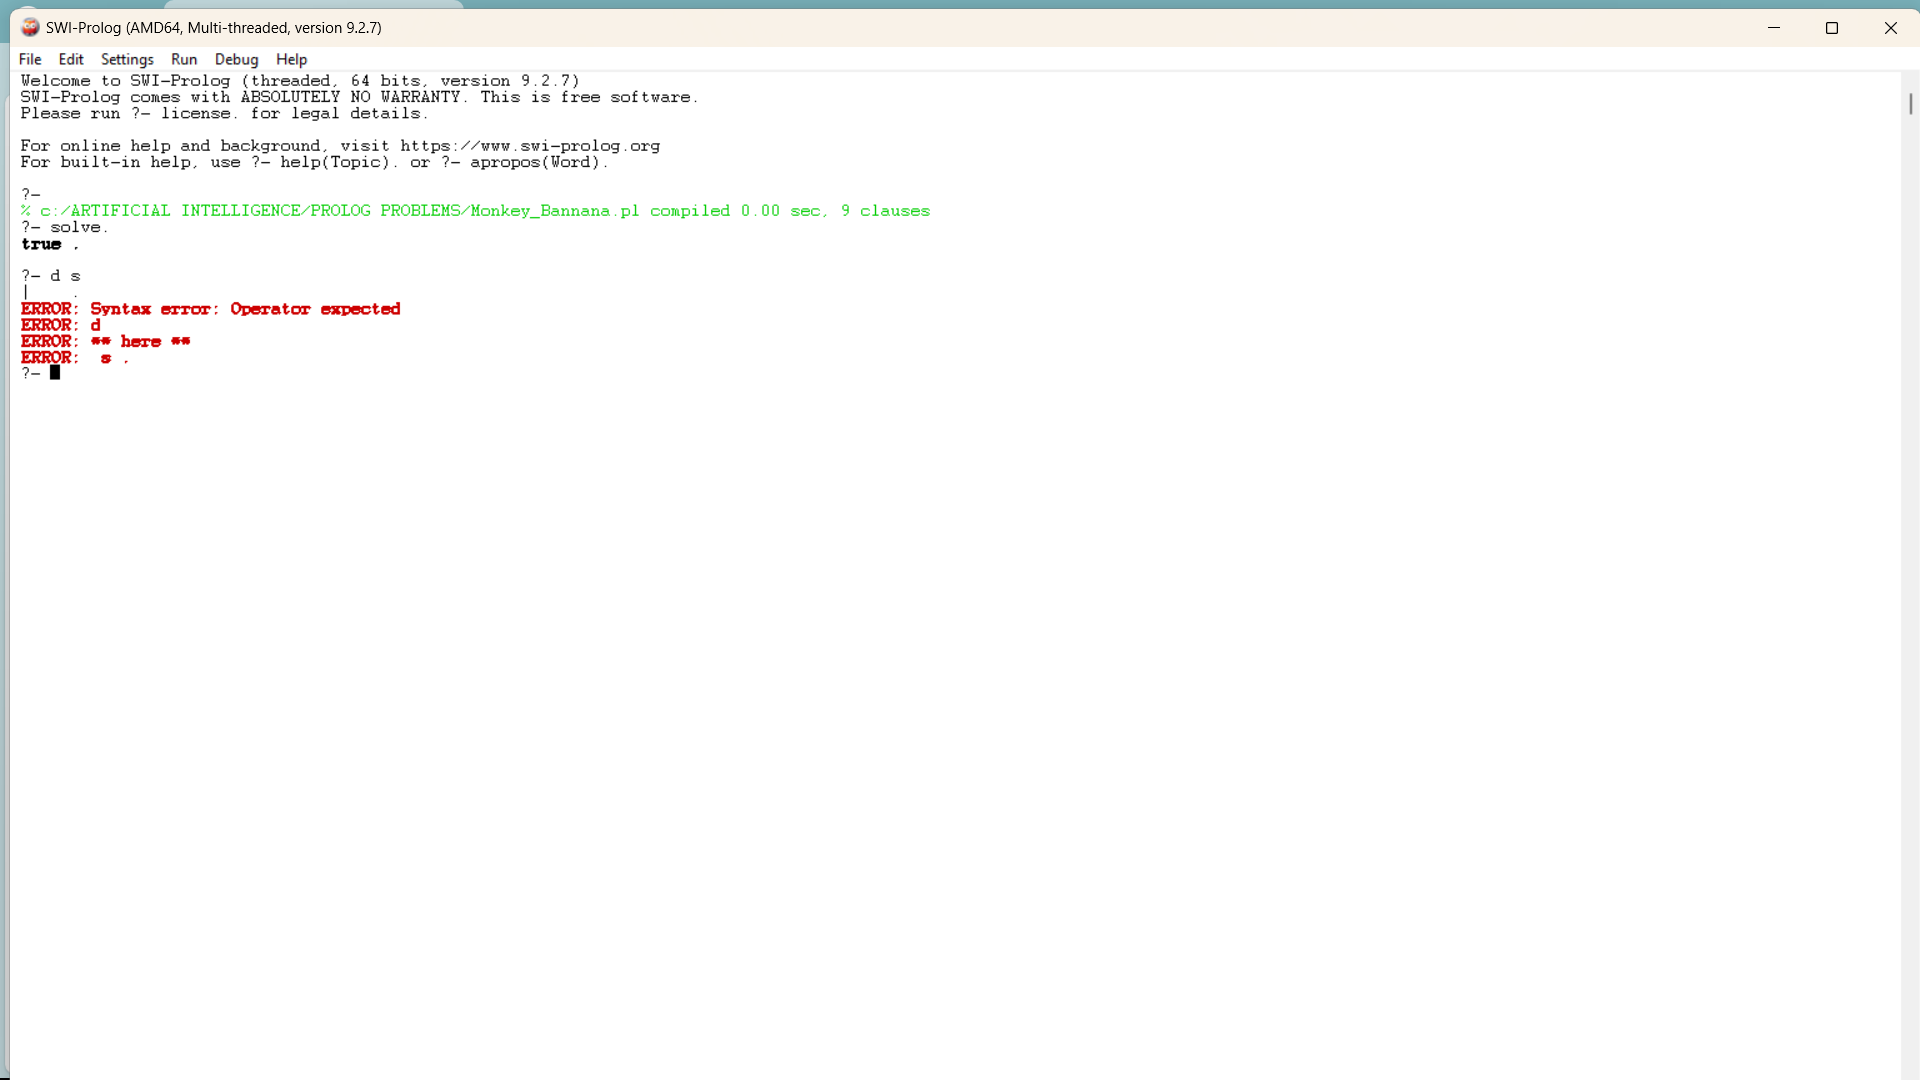 SWI-Prolog (AMD64, Multi-threaded, version 9.2.7)
File Edit Settings Run Debug Help
Welcome to SWI-Prolog (threaded, 64 bits, version 9.2.7)
SWI-Prolog comes with ABSOLUTELY NO WARRANTY. This is free software.
Please run ?- license. for legal details.
For online help and background, visit https://www.swi-prolog.org
For built-in help, use ?- help(Topic). or ?- apropos(Word).
?-
% c:/ARTIFICIAL INTELLIGENCE/PROLOG PROBLEMS/Monkey_Bannana.pl compiled 0.00 sec, 9 clauses
?- solve.
true .
?- d s
|    .
ERROR: Syntax error: Operator expected
ERROR: d
ERROR: ** here **
ERROR:  s .
?-